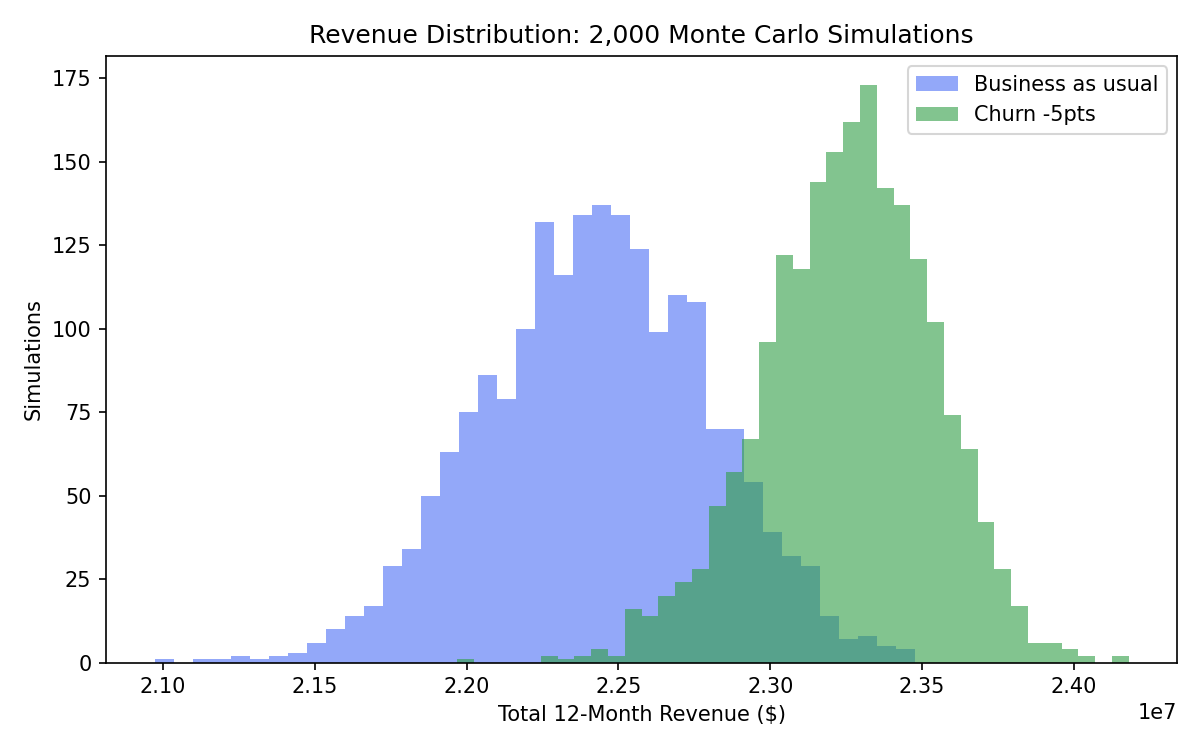 Revenue Distribution: 2,000 Monte Carlo Simulations
Business as usual
Churn -5pts
175
150
125
100
75
50
25
0
Simulations
2.10 2.15 2.20 2.25 2.30 2.35 2.40
1e7
Total 12-Month Revenue ($)